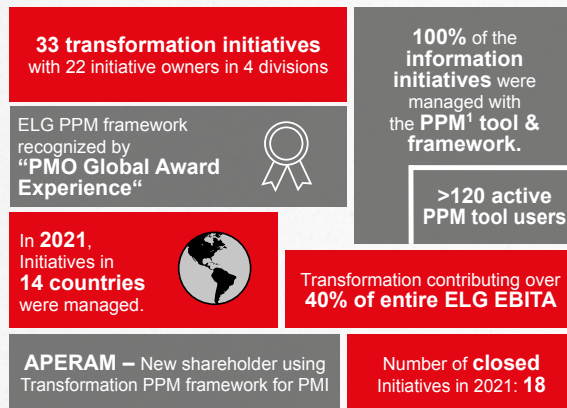 33 transformation initiatives
with 22 initiative owners in 4 divisions
100% of the
information
initiatives were
managed with
the PPM¹ tool &
framework.
ELG PPM framework
recognized by
“PMO Global Award
Experience“
>120 active
PPM tool users
In 2021,
Initiatives in
14 countries
were managed.
Transformation contributing over
40% of entire ELG EBITA
APERAM – New shareholder using
Transformation PPM framework for PMI
Number of closed
Initiatives in 2021: 18